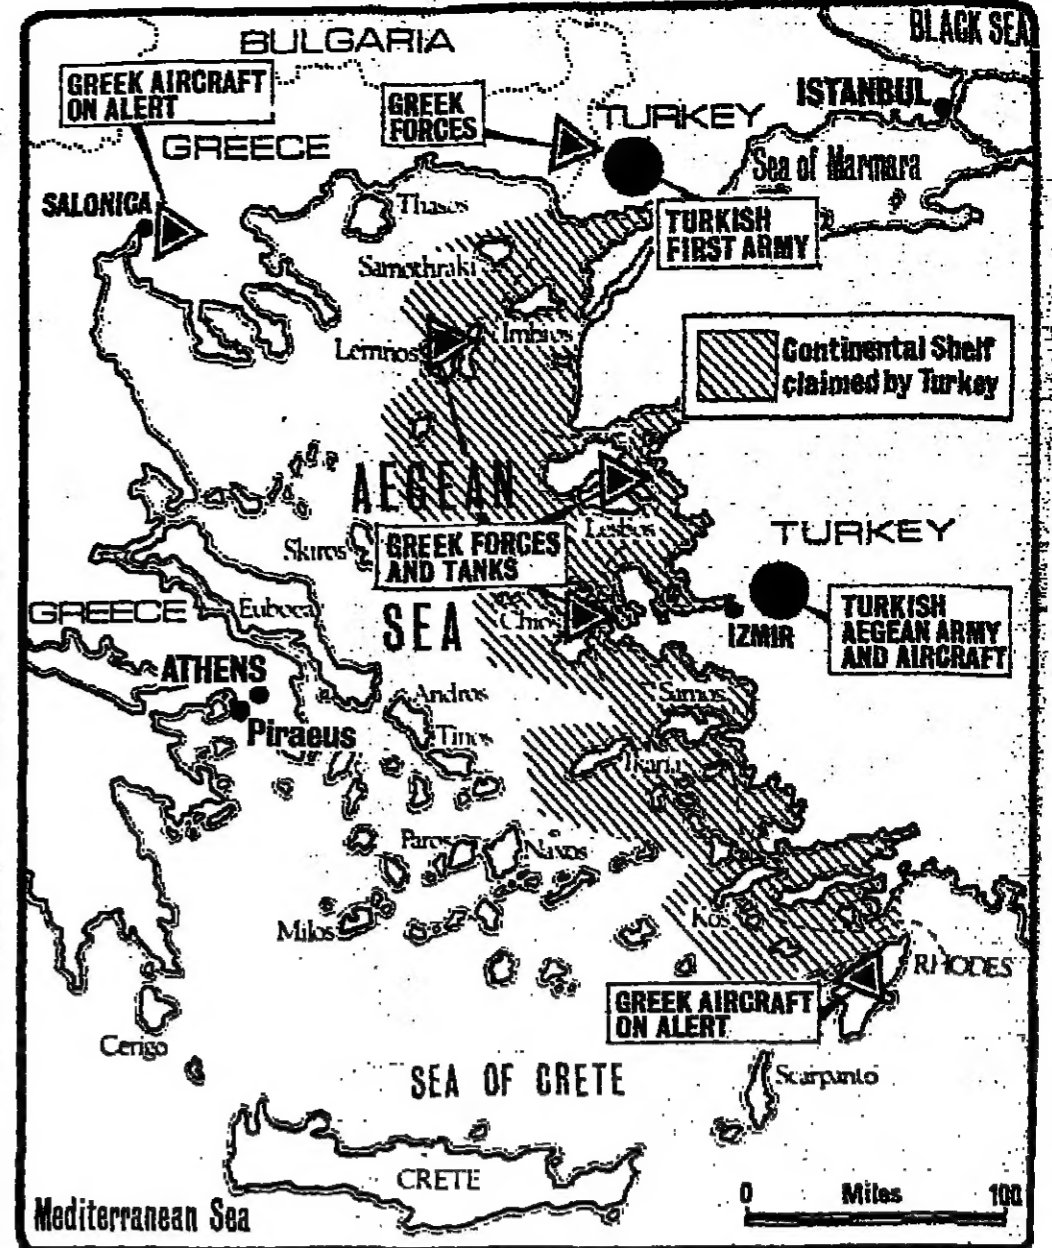 BULGARIA
BLACK SEA
GREEK AIRCRAFT
ON ALERT
GREEK
FORCES
TURKEY
ISTANBUL
GREECE
Sea of Marmara
SALONICA
Thasos
TURKISH
FIRST ARMY
Samothraki
Imbros
Lemnos
Continental Shelf
claimed by Turkey
AEGEAN
Lesbos
TURKEY
Skiros
GREEK FORCES
AND TANKS
GREECE
Euboea
SEA
Chios
IZMIR
TURKISH
AEGEAN ARMY
AND AIRCRAFT
ATHENS
Andros
Samos
Piraeus
Tinos
Ikaria
Paros
Naxos
Milos
Kos
RHODES
GREEK AIRCRAFT
ON ALERT
Cerigo
SEA OF CRETE
Scarpanto
CRETE
0 Miles 100
Mediterranean Sea